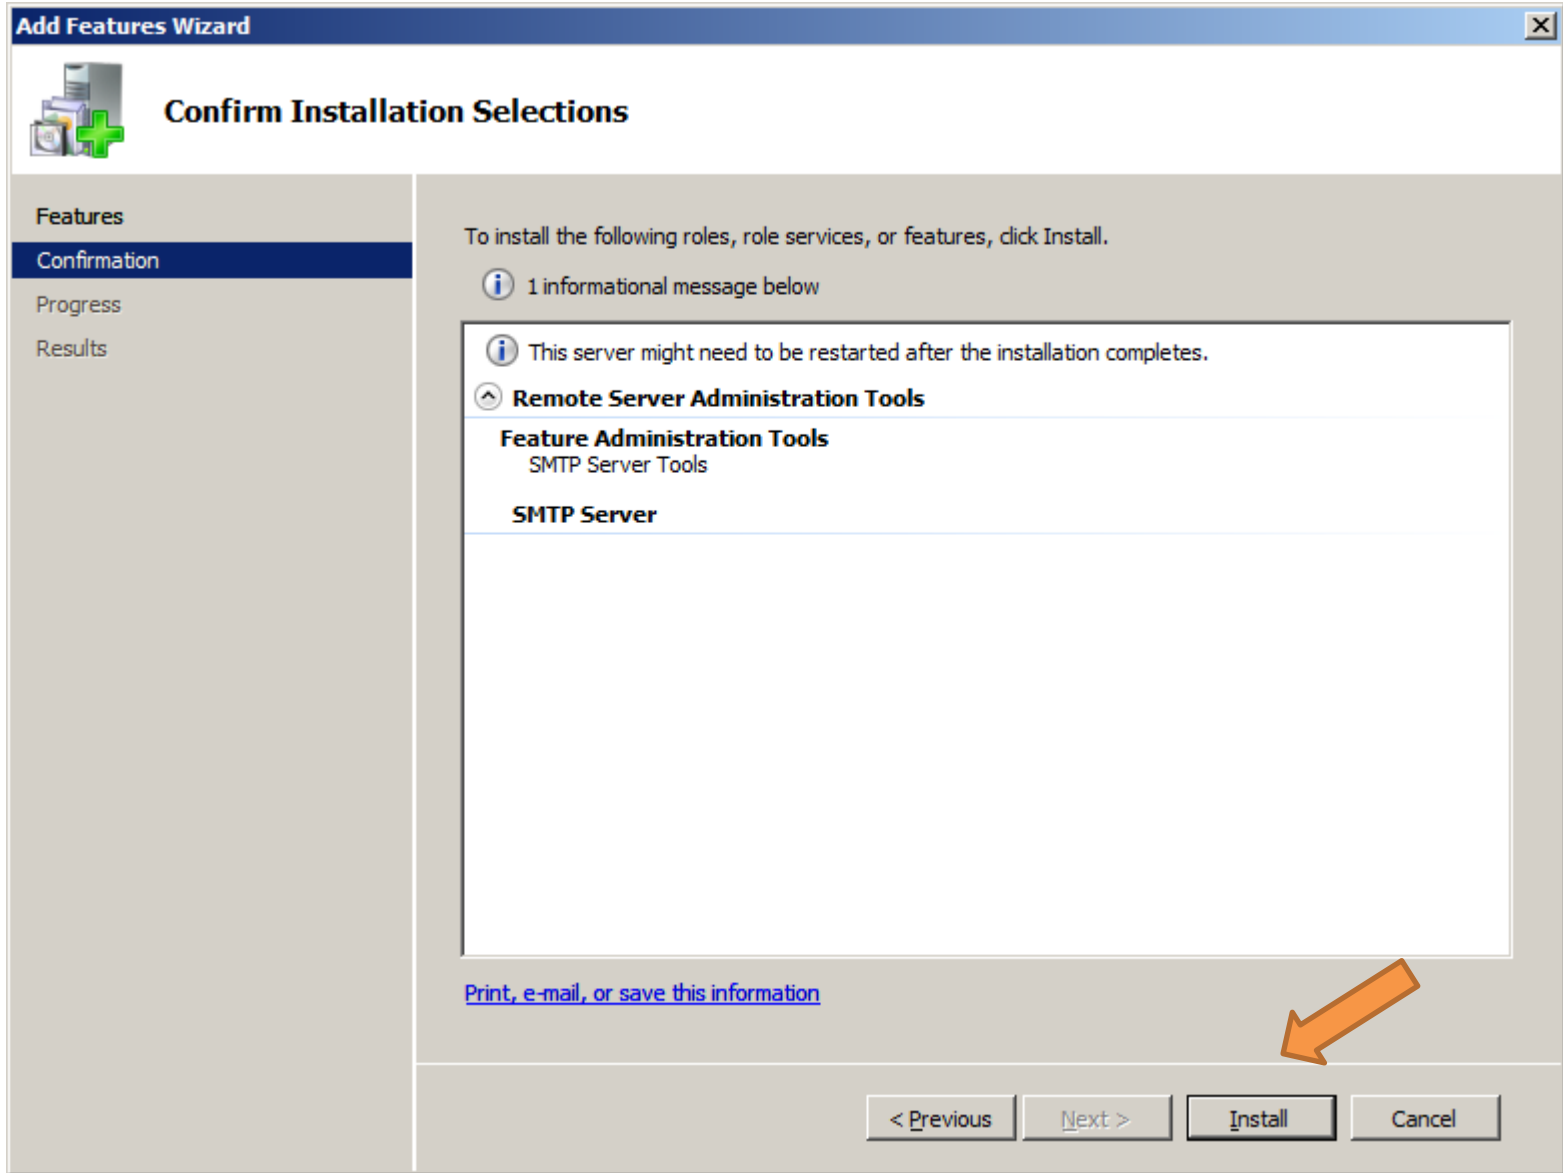 Add Features Wizard
Confirm Installation Selections
Features
Confirmation
Progress
Results
To install the following roles, role services, or features, click Install.
1 informational message below
This server might need to be restarted after the installation completes.
Remote Server Administration Tools
Feature Administration Tools
SMTP Server Tools
SMTP Server
Print, e-mail, or save this information
< Previous
Next >
Install
Cancel